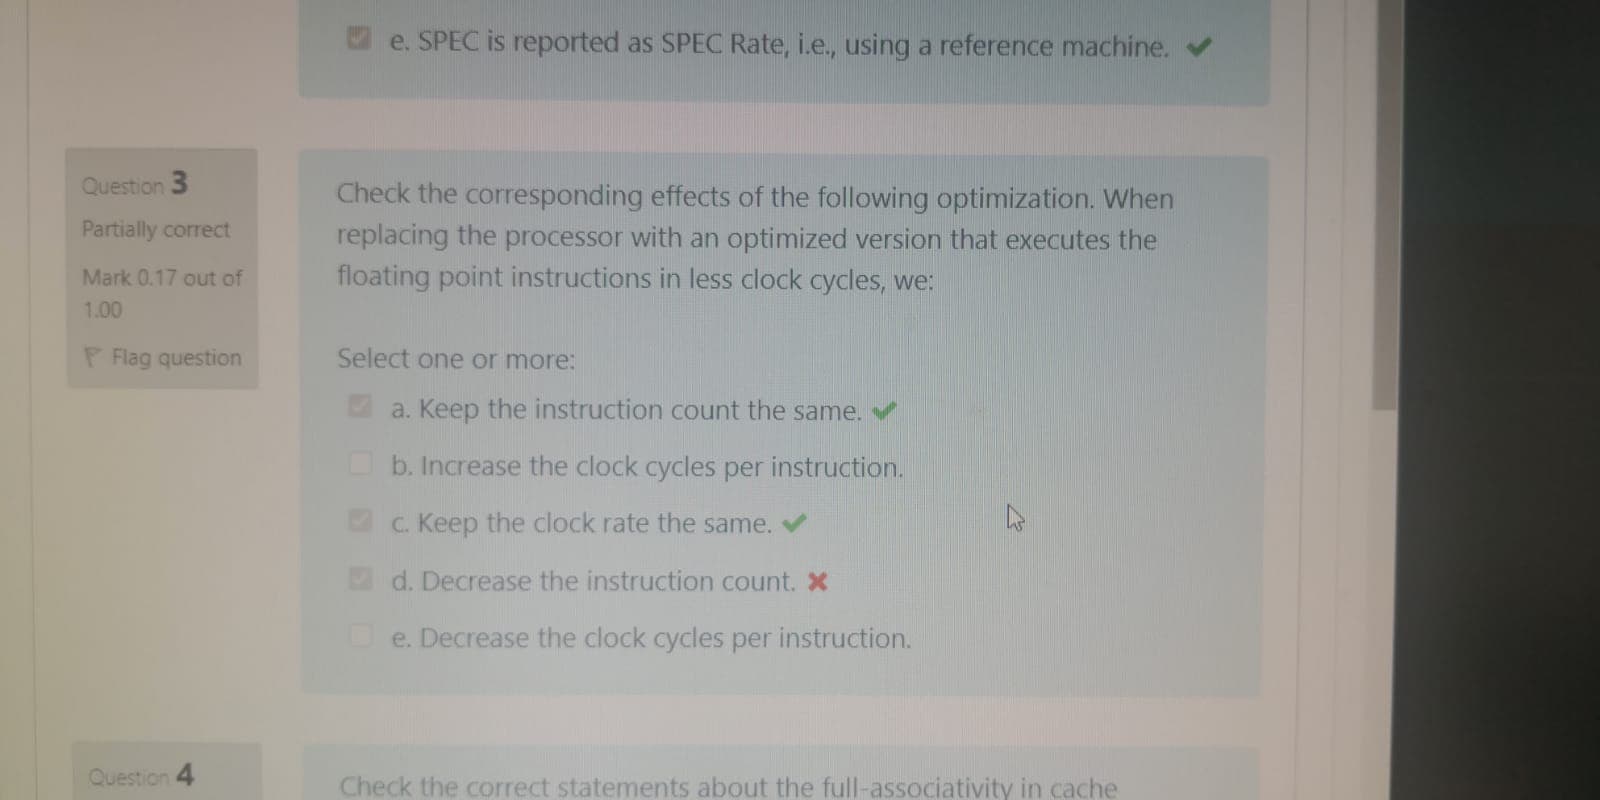 e. SPEC is reported as SPEC Rate, i.e., using a reference machine.
Question 3
Partially correct
Mark 0.17 out of
1.00
Flag question
Check the corresponding effects of the following optimization. When
replacing the processor with an optimized version that executes the
floating point instructions in less clock cycles, we:
Select one or more:
a. Keep the instruction count the same.
b. Increase the clock cycles per instruction.
c. Keep the clock rate the same.
d. Decrease the instruction count.
e. Decrease the clock cycles per instruction.
Question 4
Check the correct statements about the full-associativity in cache